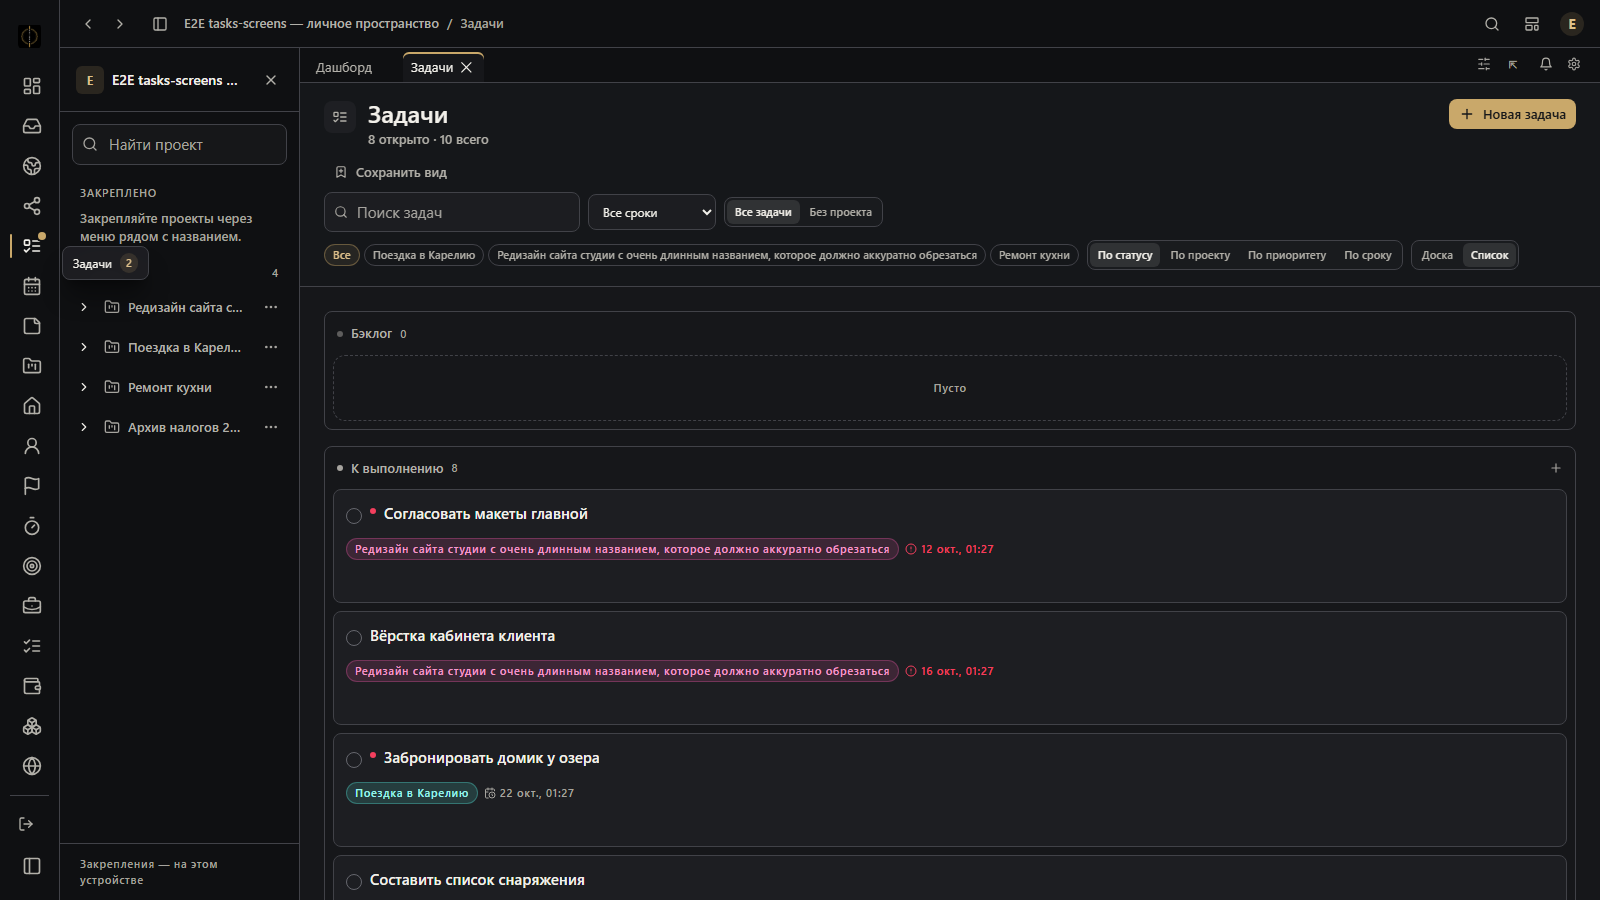 E2E tasks-screens — личное пространство / Задачи
E
E
E2E tasks-screens ...
Найти проект
ЗАКРЕПЛЕНО
Закрепляйте проекты через
меню рядом с названием.
Задачи 2
4
Редизайн сайта с...
Поездка в Карел...
Ремонт кухни
Архив налогов 2...
Закрепления — на этом
устройстве
Дашборд
Задачи
Задачи
8 открыто · 10 всего
Новая задача
Сохранить вид
Поиск задач
Все сроки
Все задачи
Без проекта
Все
Поездка в Карелию
Редизайн сайта студии с очень длинным названием, которое должно аккуратно обрезаться
Ремонт кухни
По статусу
По проекту
По приоритету
По сроку
Доска
Список
Бэклог 0
Пусто
К выполнению 8
Согласовать макеты главной
Редизайн сайта студии с очень длинным названием, которое должно аккуратно обрезаться 12 окт., 01:27
Вёрстка кабинета клиента
Редизайн сайта студии с очень длинным названием, которое должно аккуратно обрезаться 16 окт., 01:27
Забронировать домик у озера
Поездка в Карелию 22 окт., 01:27
Составить список снаряжения